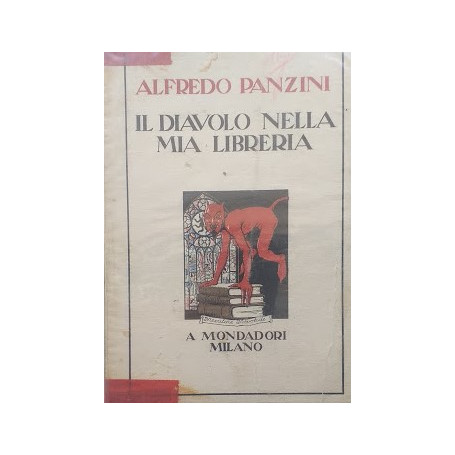 ALFREDO PANZINI
IL DIAVOLO NELLA
MIA LIBRERIA
A MONDADORI
MILANO